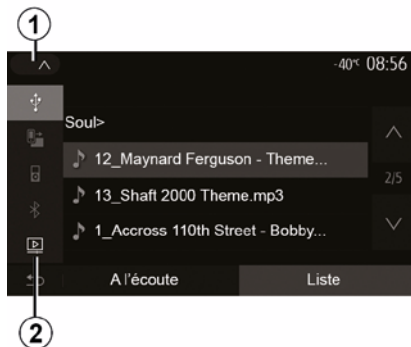 1
-40°C 08:56
Soul>
12_Maynard Ferguson - Theme...
13_Shaft 2000 Theme.mp3
2/5
1_Accross 110th Street - Bobby...
A l'écoute Liste
2